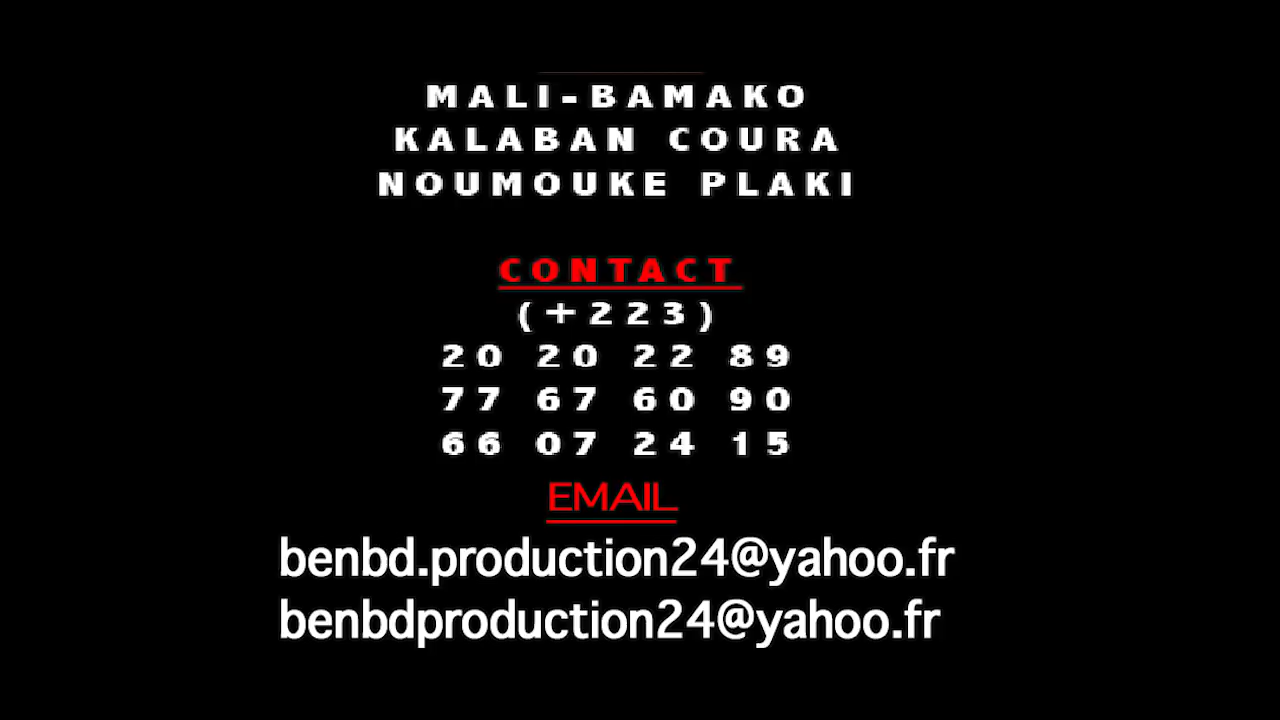 MALI-BAMAKO
KALABAN COURA
NOUMOUKE PLAKI
CONTACT
(+223)
20 20 22 89
77 67 60 90
66 07 24 15
EMAIL
benbd.production24@yahoo.fr
benbdproduction24@yahoo.fr